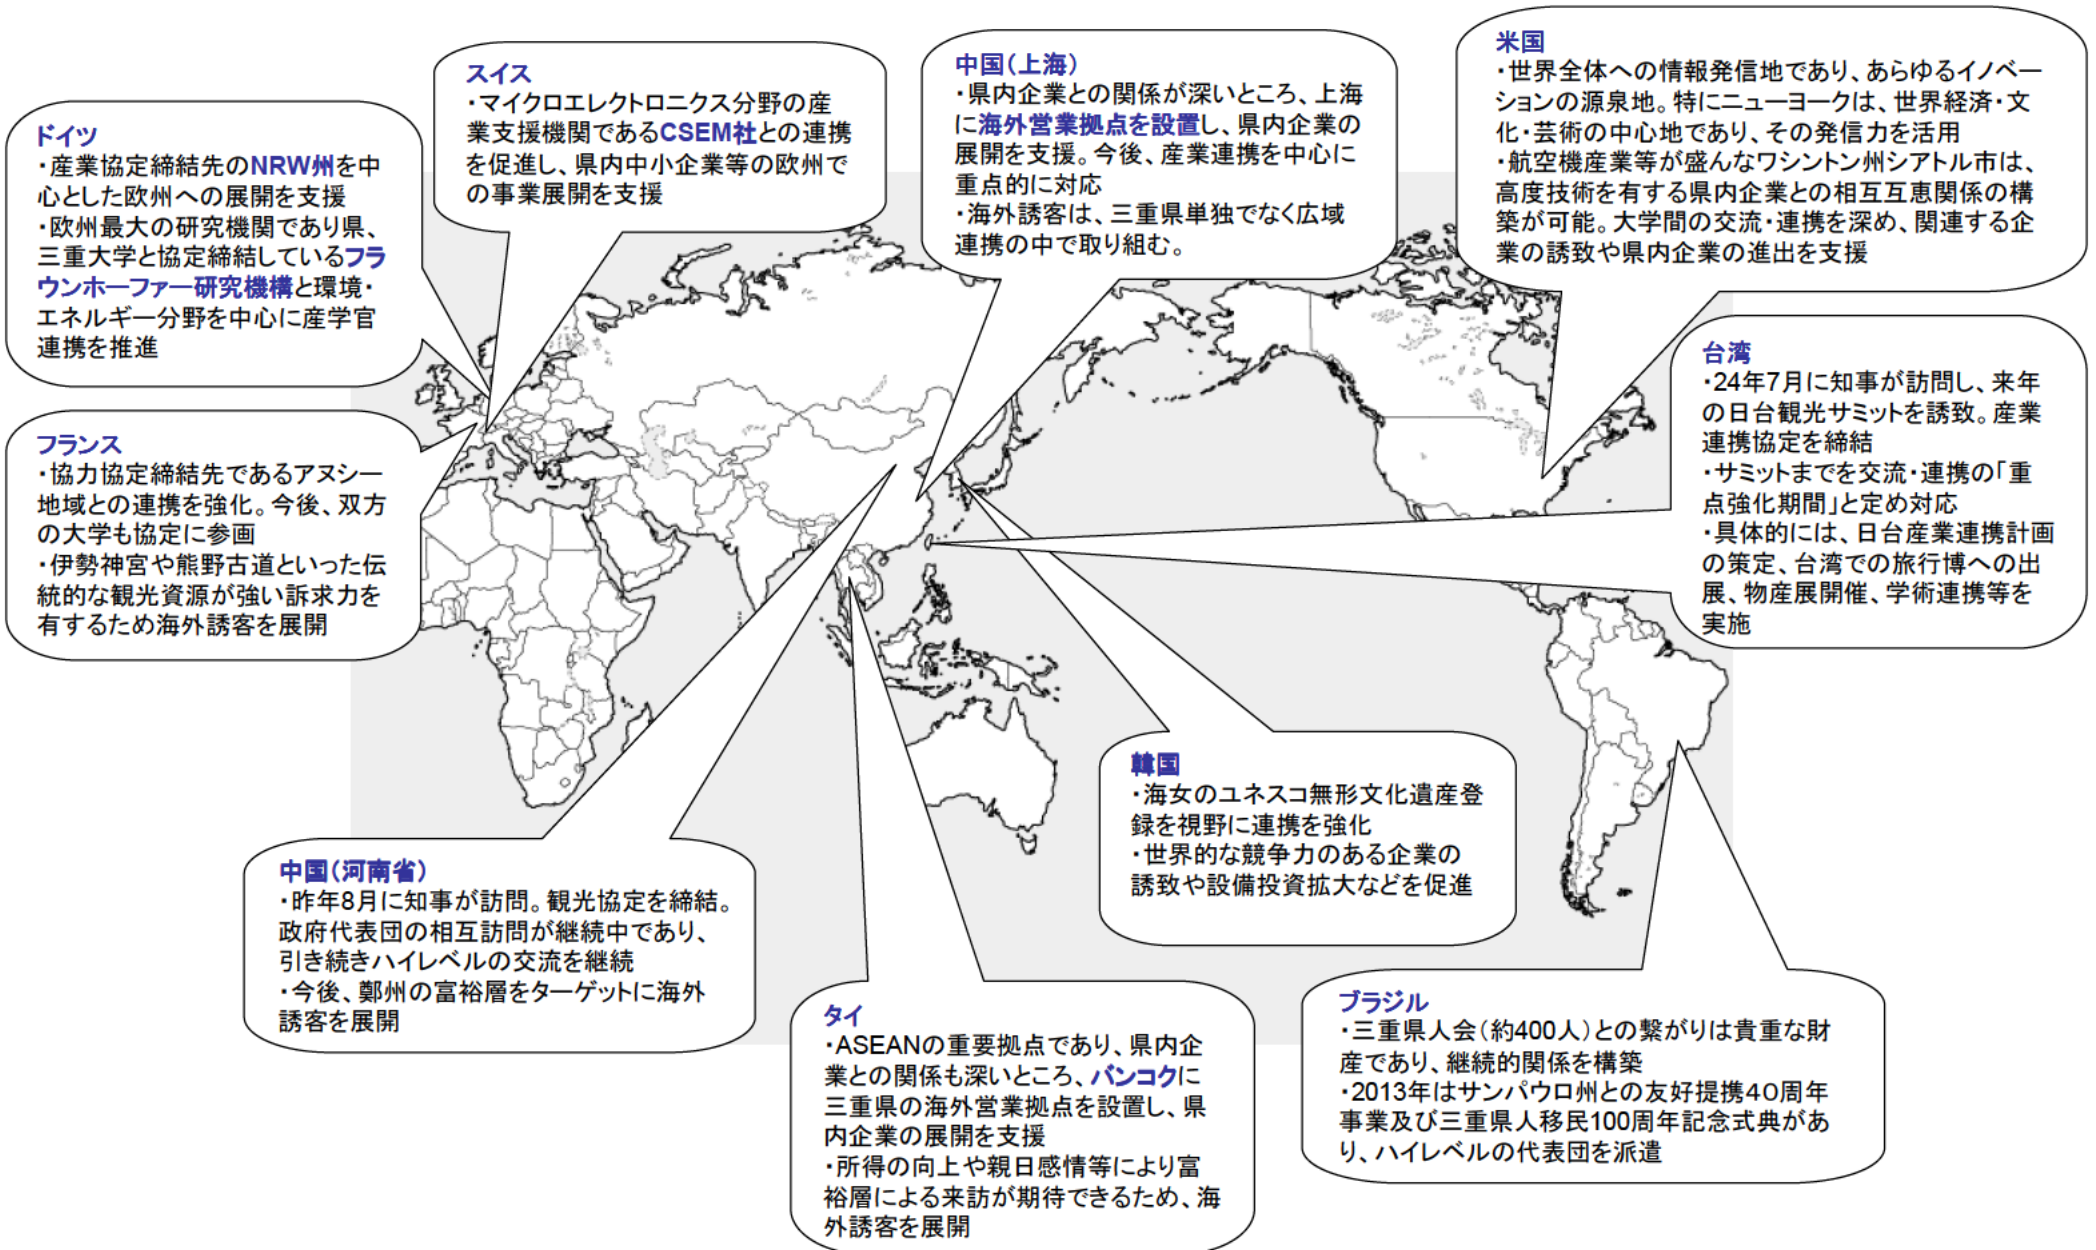 ドイツ
・産業協定締結先のNRW州を中
心とした欧州への展開を支援
・欧州最大の研究機関であり県、
三重大学と協定締結しているフラ
ウンホーファー研究機構と環境・
エネルギー分野を中心に産学官
連携を推進
スイス
・マイクロエレクトロニクス分野の産
業支援機関であるCSEM社との連携
を促進し、県内中小企業等の欧州で
の事業展開を支援
中国(上海)
・県内企業との関係が深いところ、上海
に海外営業拠点を設置し、県内企業の
展開を支援。今後、産業連携を中心に
重点的に対応
・海外誘客は、三重県単独でなく広域
連携の中で取り組む。
米国
・世界全体への情報発信地であり、あらゆるイノベー
ションの源泉地。特にニューヨークは、世界経済・文
化・芸術の中心地であり、その発信力を活用
・航空機産業等が盛んなワシントン州シアトル市は、
高度技術を有する県内企業との相互互恵関係の構
築が可能。大学間の交流・連携を深め、関連する企
業の誘致や県内企業の進出を支援
フランス
・協力協定締結先であるアヌシー
地域との連携を強化。今後、双方
の大学も協定に参画
・伊勢神宮や熊野古道といった伝
統的な観光資源が強い訴求力を
有するため海外誘客を展開
台湾
・24年7月に知事が訪問し、来年
の日台観光サミットを誘致。産業
連携協定を締結
・サミットまでを交流・連携の「重
点強化期間」と定め対応
・具体的には、日台産業連携計画
の策定、台湾での旅行博への出
展、物産展開催、学術連携等を
実施
韓国
・海女のユネスコ無形文化遺産登
録を視野に連携を強化
・世界的な競争力のある企業の
誘致や設備投資拡大などを促進
中国(河南省)
・昨年8月に知事が訪問。観光協定を締結。
政府代表団の相互訪問が継続中であり、
引き続きハイレベルの交流を継続
・今後、鄭州の富裕層をターゲットに海外
誘客を展開
タイ
・ASEANの重要拠点であり、県内企
業との関係も深いところ、バンコクに
三重県の海外営業拠点を設置し、県
内企業の展開を支援
・所得の向上や親日感情等により富
裕層による来訪が期待できるため、海
外誘客を展開
ブラジル
・三重県人会(約400人)との繋がりは貴重な財
産であり、継続的関係を構築
・2013年はサンパウロ州との友好提携40周年
事業及び三重県人移民100周年記念式典があ
り、ハイレベルの代表団を派遣